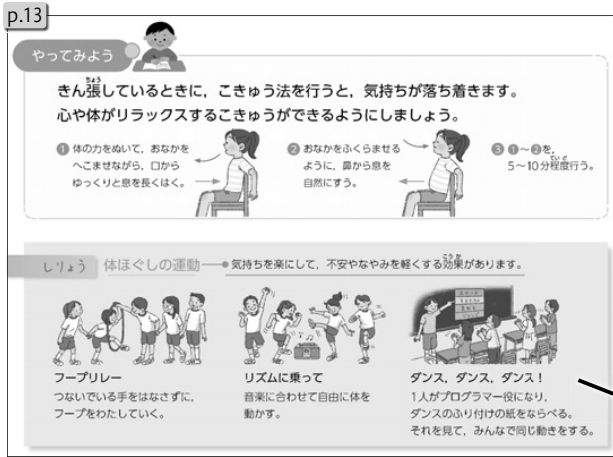 p.13
やってみよう
きん張しているときに，こきゅう法を行うと，気持ちが落ち着きます。
心や体がリラックスするこきゅうができるようにしましょう。
❶ 体の力をぬいて，おなかを
へこませながら，口から
ゆっくりと息を長くはく。
❷ おなかをふくらませる
ように，鼻から息を
自然にすう。
❸ ❶～❷を，
5～10分程度行う。
しりょう 体ほぐしの運動 気持ちを楽にして，不安やなやみを軽くする効果があります。
フープリレー
つないでいる手をはなさずに，
フープをわたしていく。
リズムに乗って
音楽に合わせて自由に体を
動かす。
ダンス，ダンス，ダンス！
1人がプログラマー役になり，
ダンスのふり付けの紙をならべる。
それを見て，みんなで同じ動きをする。